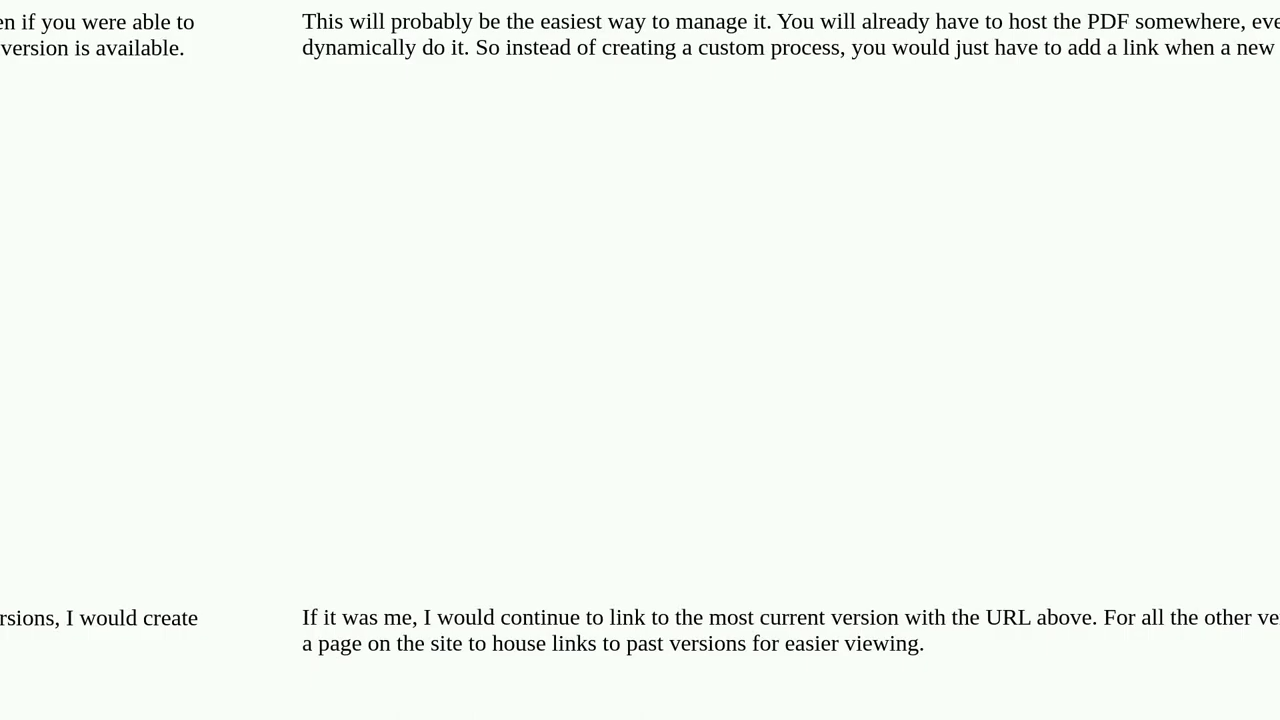 en if you were able to
version is available.
This will probably be the easiest way to manage it. You will already have to host the PDF somewhere, eve
dynamically do it. So instead of creating a custom process, you would just have to add a link when a new
rsions, I would create
If it was me, I would continue to link to the most current version with the URL above. For all the other ve
a page on the site to house links to past versions for easier viewing.